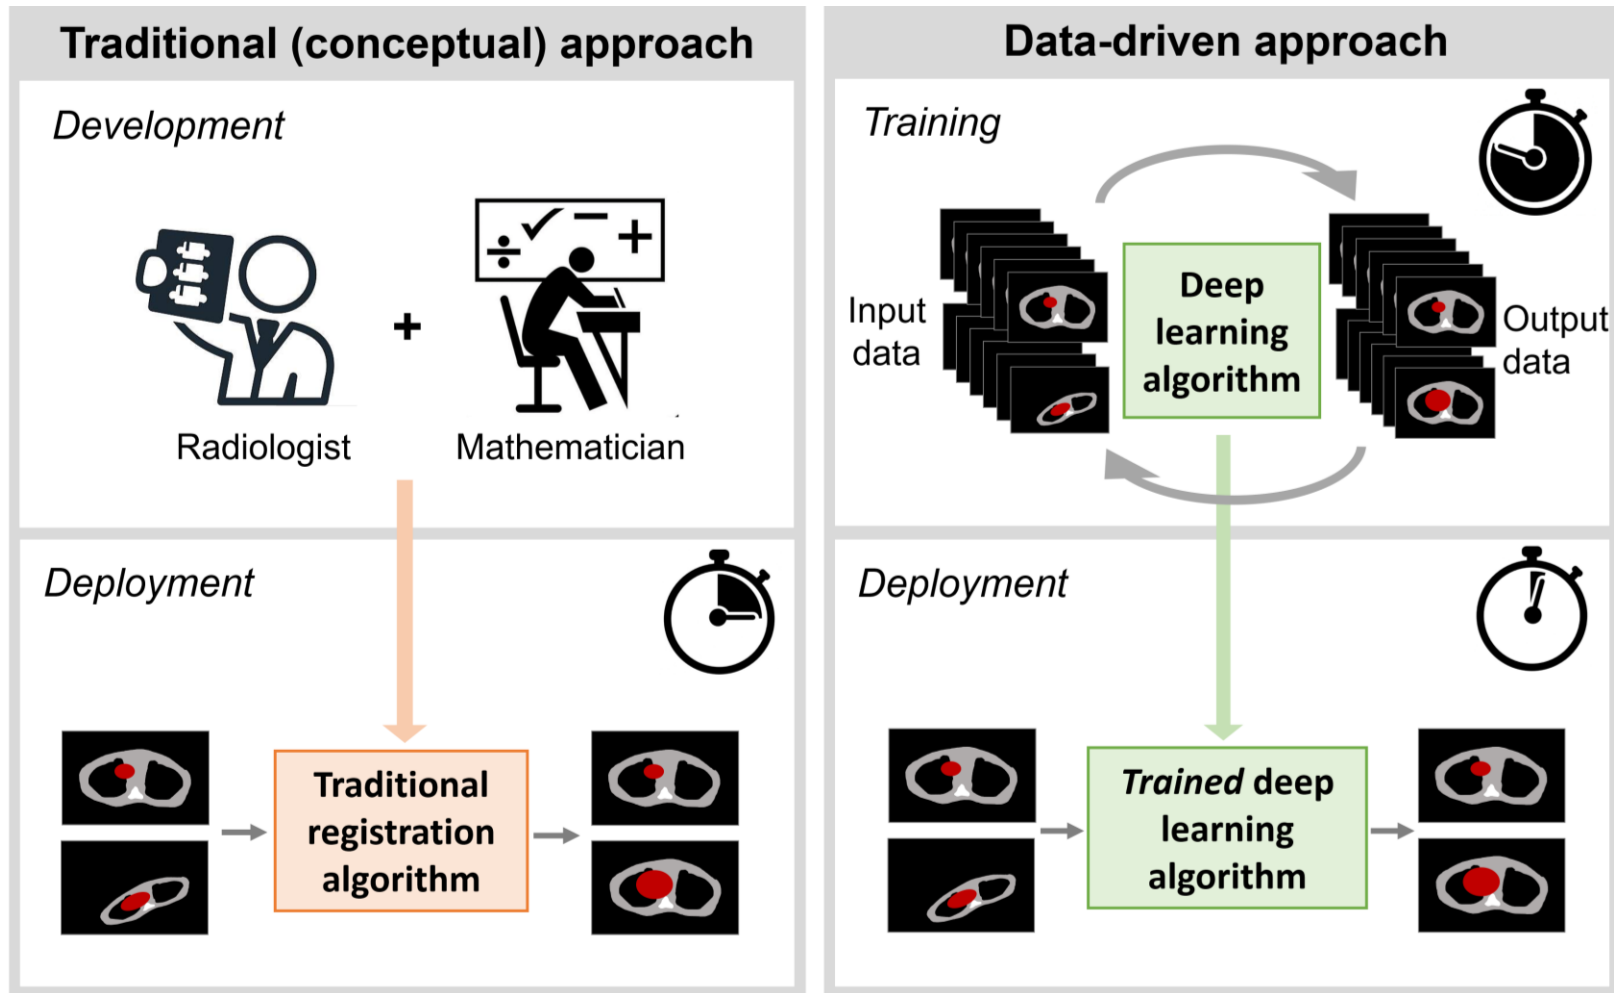 Traditional (conceptual) approach
Development
+
Radiologist
Mathematician
Deployment
Traditional
registration
algorithm
Data-driven approach
Training
Input
data
Deep
learning
algorithm
Output
data
Deployment
Trained deep
learning
algorithm